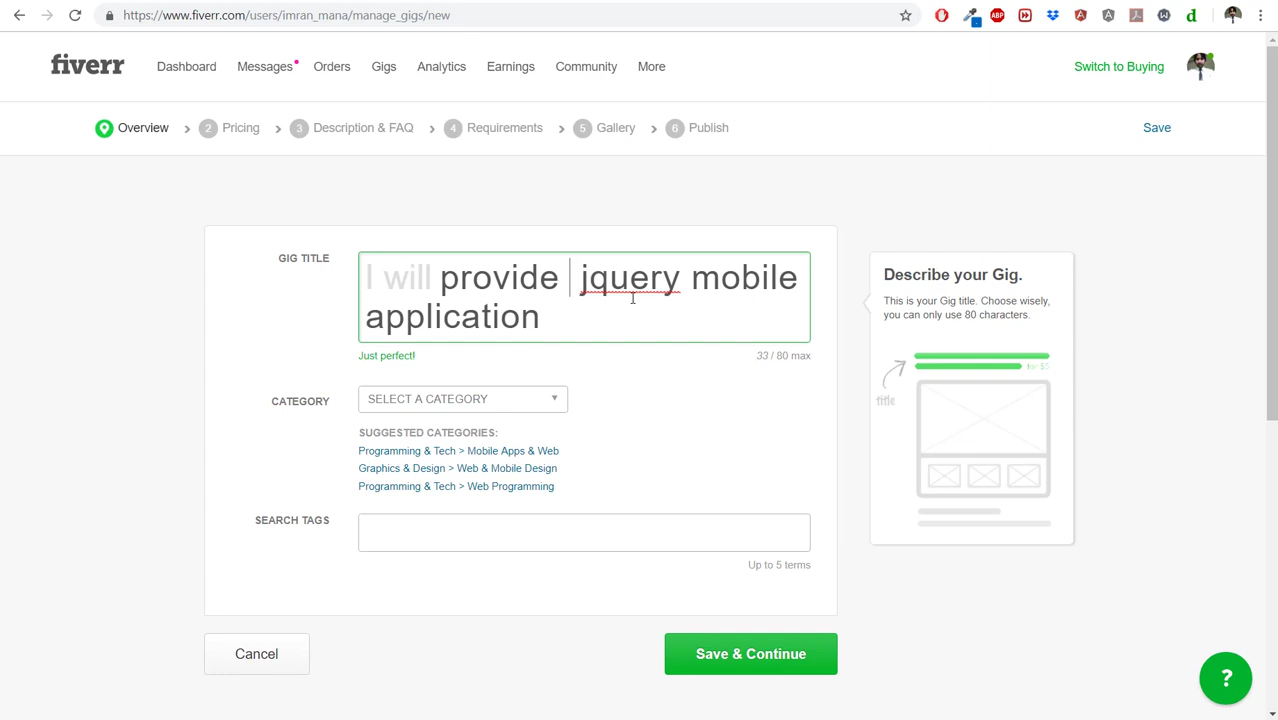 https://www.fiverr.com/users/imran_mana/manage_gigs/new
fiverr Dashboard Messages Orders Gigs Analytics Earnings Community More Switch to Buying
Overview 2 Pricing 3 Description & FAQ 4 Requirements 5 Gallery 6 Publish Save
GIG TITLE
I will provide jquery mobile
application
Just perfect! 33 / 80 max
CATEGORY
SELECT A CATEGORY
SUGGESTED CATEGORIES:
Programming & Tech > Mobile Apps & Web
Graphics & Design > Web & Mobile Design
Programming & Tech > Web Programming
SEARCH TAGS
Up to 5 terms
Cancel
Save & Continue
Describe your Gig.
This is your Gig title. Choose wisely,
you can only use 80 characters.
for $5
title
?
ABP